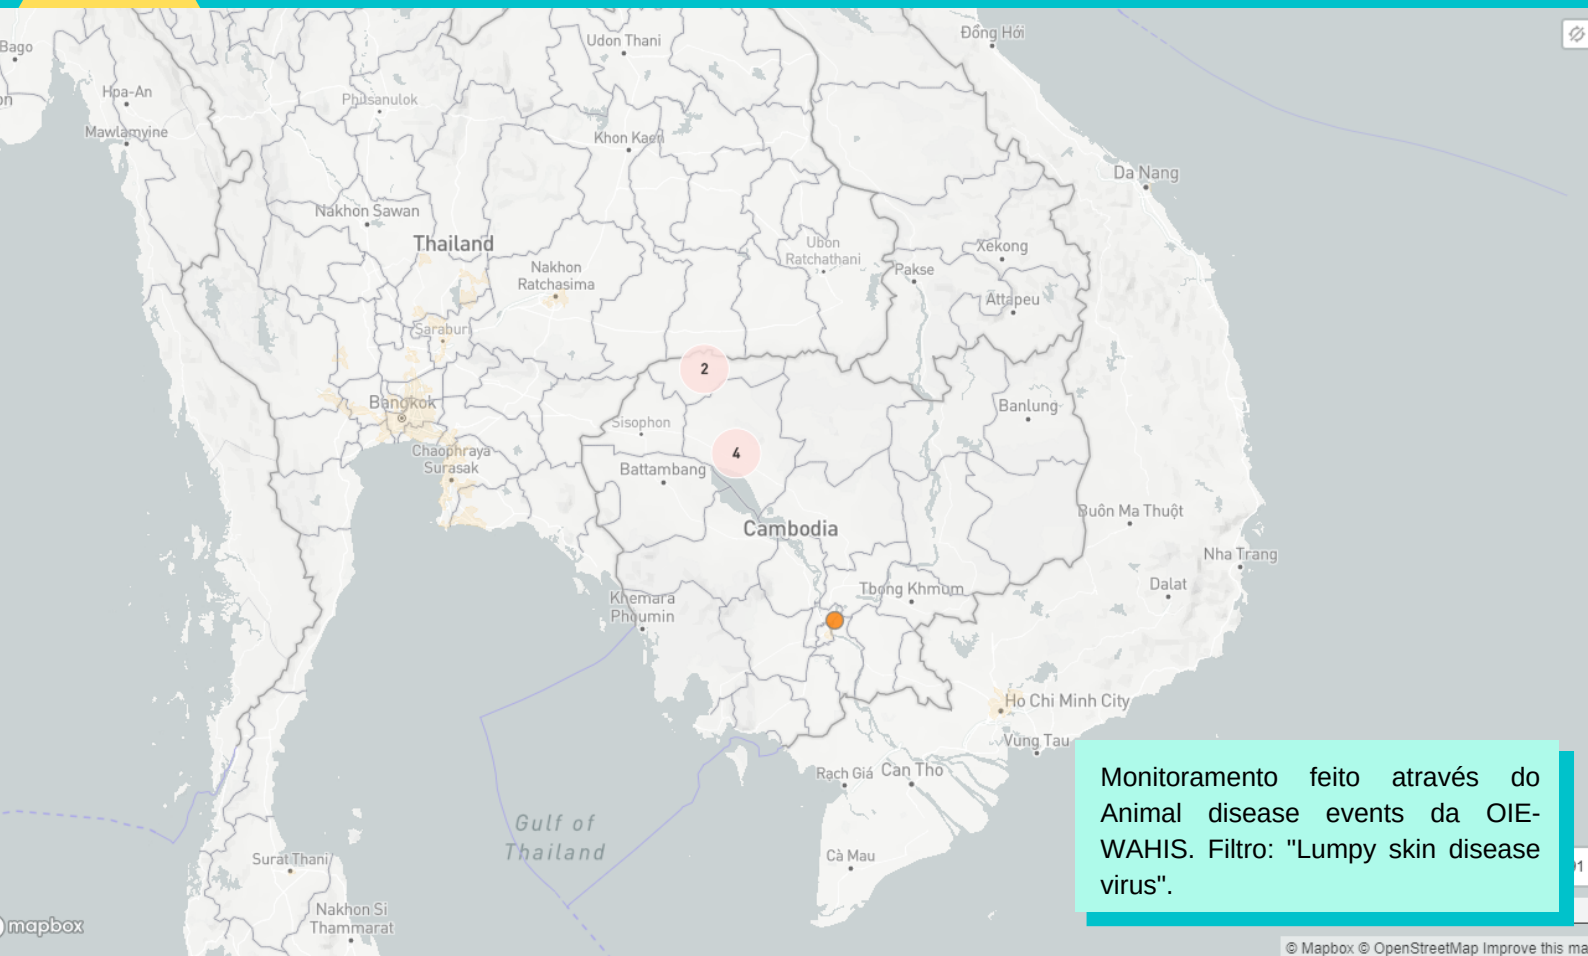 Bago
Udon Thani
Đồng Hới
Hpa-An
Phitsanulok
Mawlamyine
Khon Kaen
Da Nang
Nakhon Sawan
Thailand
Ubon
Ratchathani
Xekong
Nakhon
Ratchasima
Pakse
Attapeu
Saraburi
2
Bangkok
Banlung
Sisophon
Chaophraya
Surasak
4
Battambang
Buôn Ma Thuột
Cambodia
Nha Trang
Tbong Khmum
Dalat
Khemara
Phoumin
Ho Chi Minh City
Vung Tau
Rạch Giá
Can Tho
Gulf of
Thailand
Cà Mau
Surat Thani
Nakhon Si
Thammarat
Monitoramento feito através do
Animal disease events da OIE-
WAHIS. Filtro: "Lumpy skin disease
virus".
mapbox
© Mapbox © OpenStreetMap Improve this ma